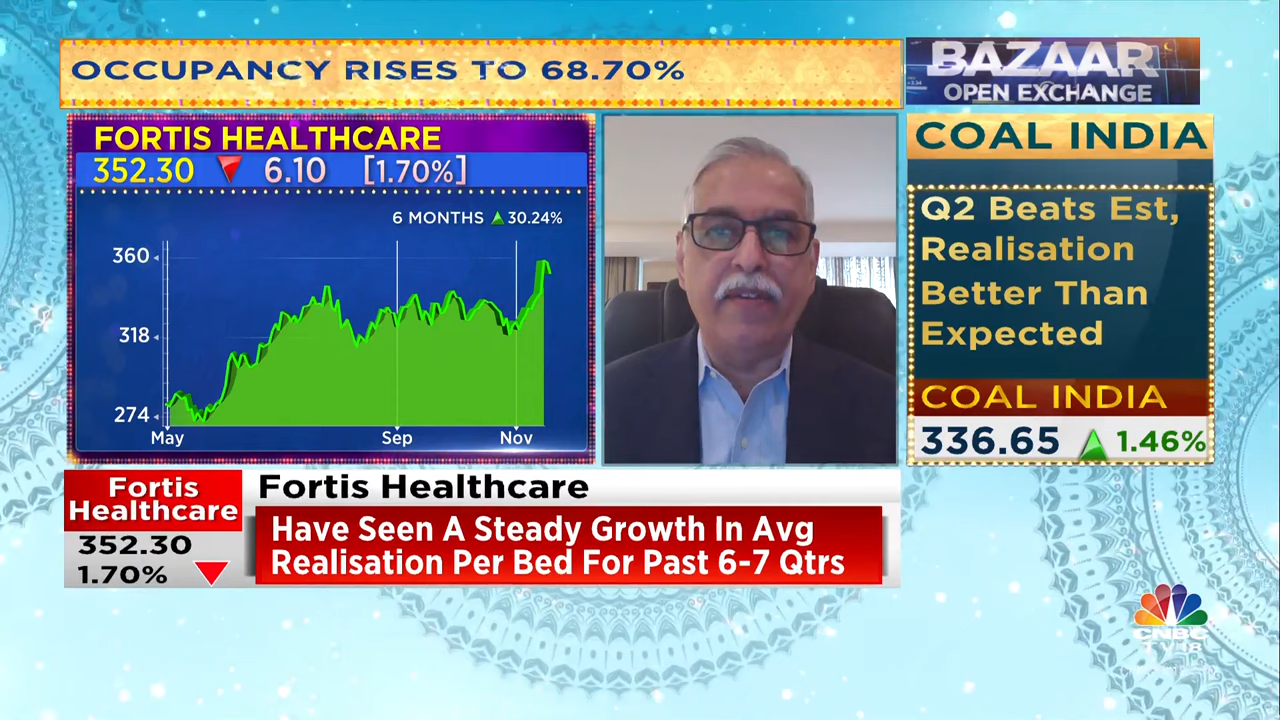 OCCUPANCY RISES TO 68.70%
BAZAAR
OPEN EXCHANGE
FORTIS HEALTHCARE
352.30 ▼ 6.10 [1.70%]
6 MONTHS ▲ 30.24%
360
318
274
May Sep Nov
COAL INDIA
Q2 Beats Est,
Realisation
Better Than
Expected
COAL INDIA
336.65 ▲ 1.46%
Fortis
Healthcare
352.30
1.70% ▼
Fortis Healthcare
Have Seen A Steady Growth In Avg
Realisation Per Bed For Past 6-7 Qtrs
CNBC
TV18